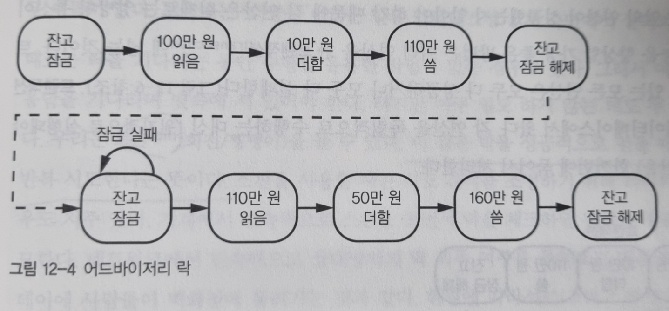 잔고
잠금
100만 원
읽음
10만 원
더함
110만 원
씀
잔고
잠금 해제
잠금 실패
잔고
잠금
110만 원
읽음
50만 원
더함
160만 원
씀
잔고
잠금 해제
그림 12-4 어드바이저리 락